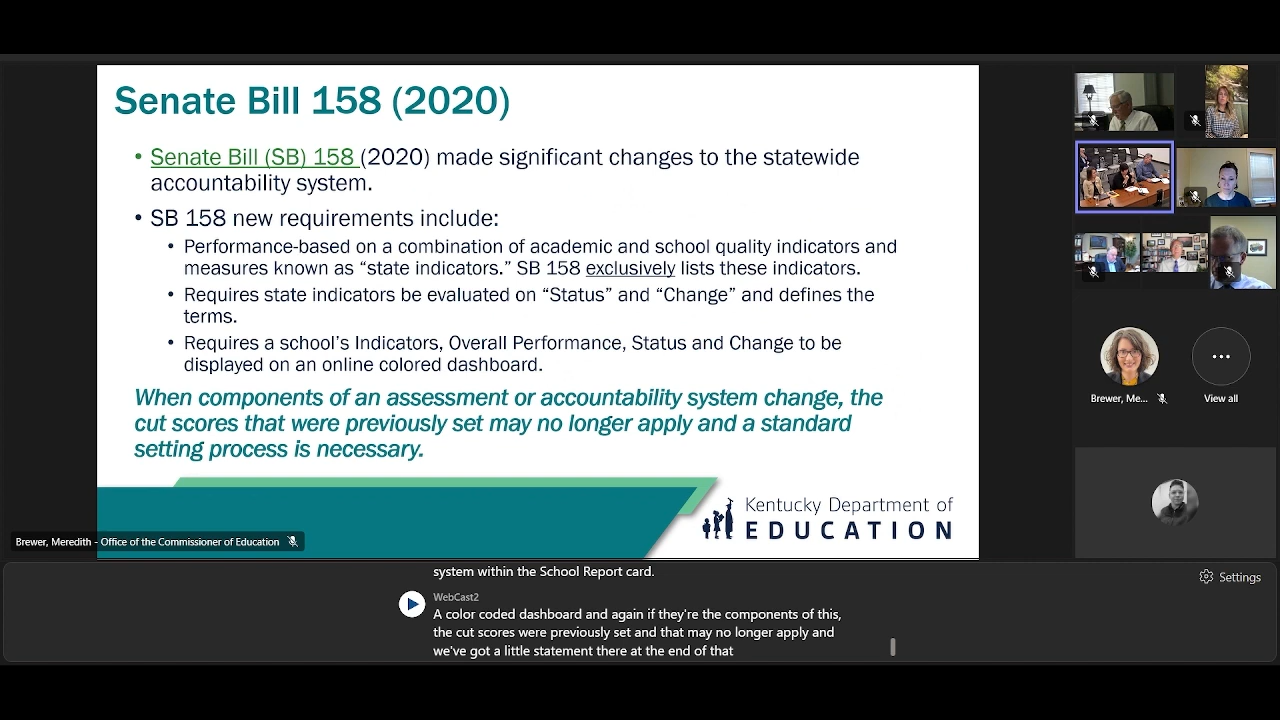 Senate Bill 158 (2020)
• Senate Bill (SB) 158 (2020) made significant changes to the statewide
accountability system.
• SB 158 new requirements include:
• Performance-based on a combination of academic and school quality indicators and
measures known as “state indicators.” SB 158 exclusively lists these indicators.
• Requires state indicators be evaluated on “Status” and “Change” and defines the
terms.
• Requires a school’s Indicators, Overall Performance, Status and Change to be
displayed on an online colored dashboard.
When components of an assessment or accountability system change, the
cut scores that were previously set may no longer apply and a standard
setting process is necessary.
Kentucky Department of
EDUCATION
Brewer, Meredith - Office of the Commissioner of Education
Brewer, Me...
View all
system within the School Report card.
Settings
WebCast2
A color coded dashboard and again if they're the components of this,
the cut scores were previously set and that may no longer apply and
we've got a little statement there at the end of that